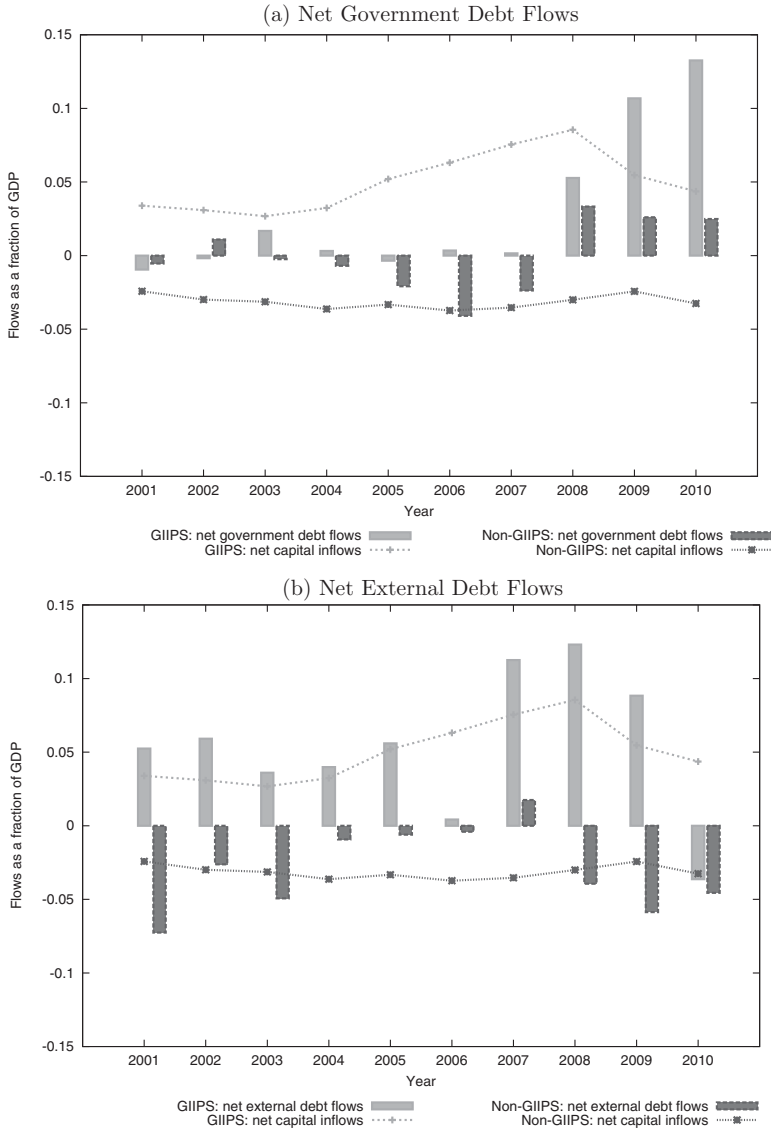 (a) Net Government Debt Flows
0.15
0.1
0.05
0
-0.05
-0.1
-0.15
Flows as a fraction of GDP
2001 2002 2003 2004 2005 2006 2007 2008 2009 2010
Year
GIIPS: net government debt flows Non-GIIPS: net government debt flows
GIIPS: net capital inflows Non-GIIPS: net capital inflows
(b) Net External Debt Flows
0.15
0.1
0.05
0
-0.05
-0.1
-0.15
Flows as a fraction of GDP
2001 2002 2003 2004 2005 2006 2007 2008 2009 2010
Year
GIIPS: net external debt flows Non-GIIPS: net external debt flows
GIIPS: net capital inflows Non-GIIPS: net capital inflows